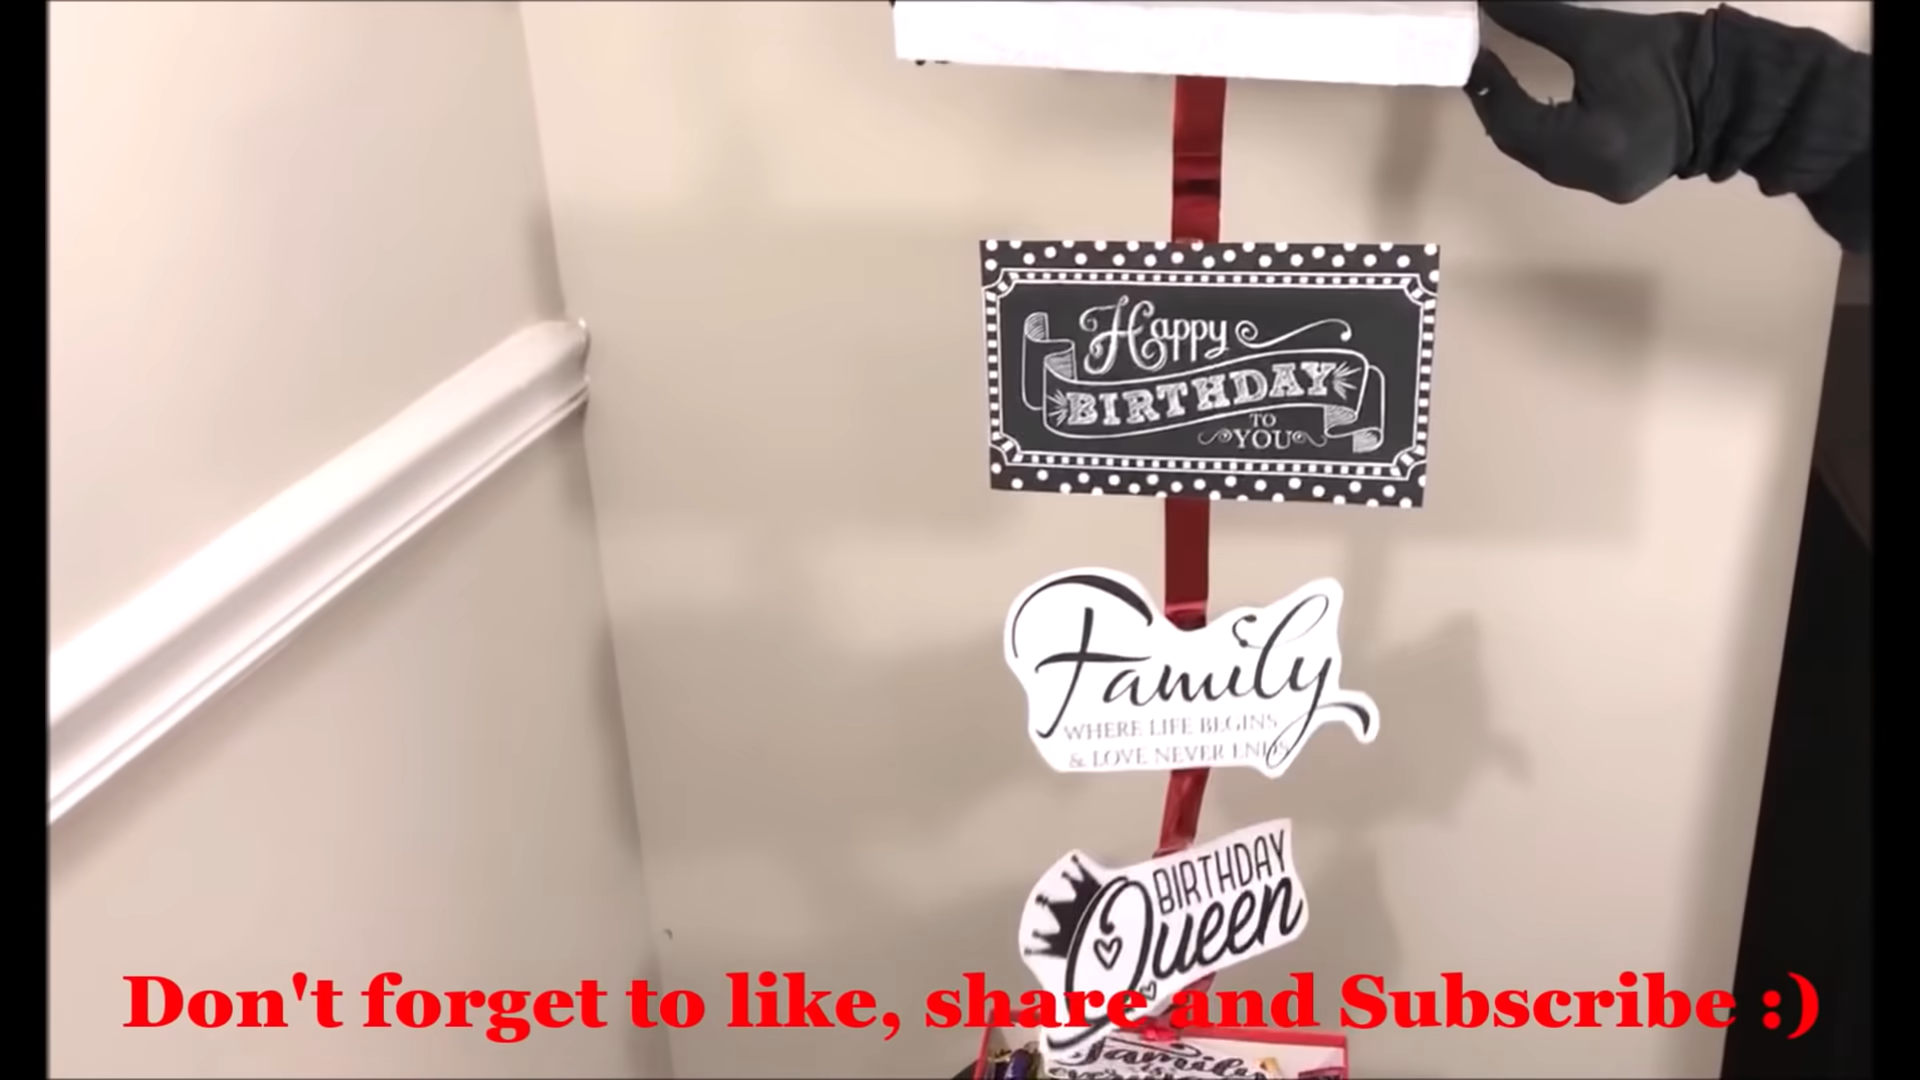 Happy
BIRTHDAY
TO
YOU
Family
WHERE LIFE BEGINS
& LOVE NEVER ENDS
BIRTHDAY
Queen
Don't forget to like, share and Subscribe :)
Family